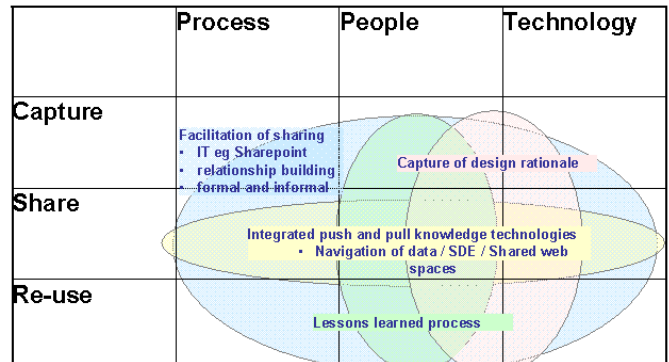 Process People Technology
Capture
Facilitation of sharing
• IT eg Sharepoint
• relationship building
• formal and informal
Capture of design rationale
Share
Integrated push and pull knowledge technologies
• Navigation of data / SDE / Shared web
spaces
Re-use
Lessons learned process